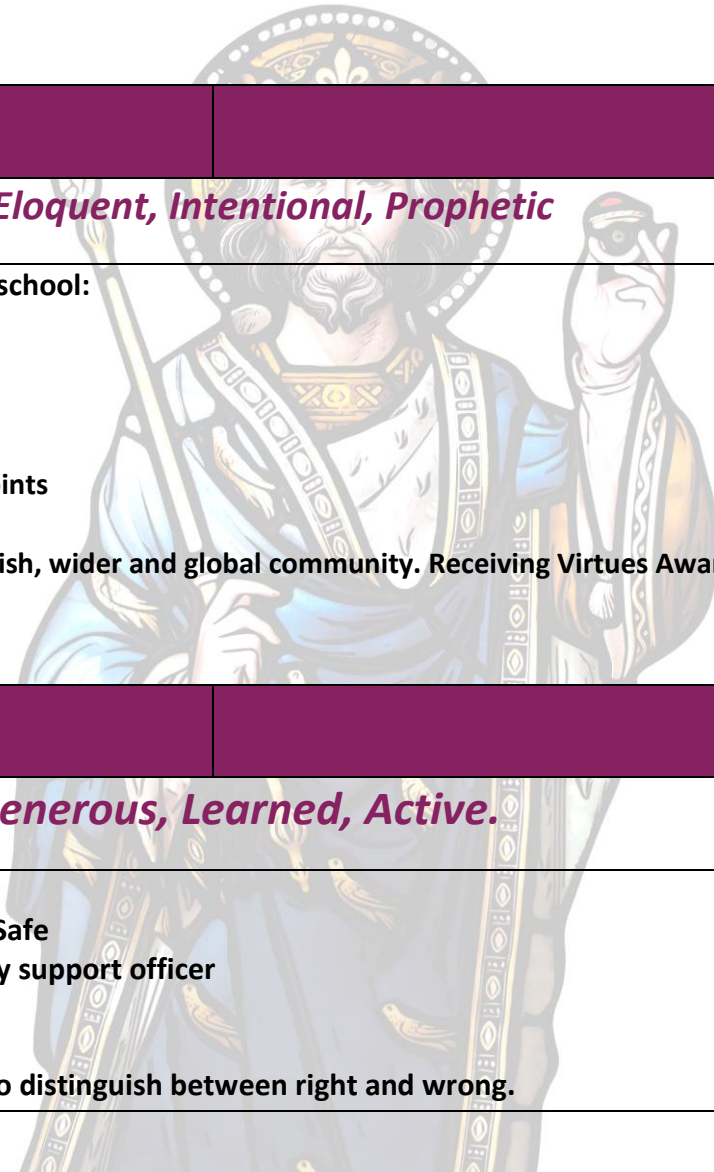 Eloquent, Intentional, Prophetic
school:
ints
ish, wider and global community. Receiving Virtues Awar
enerous, Learned, Active.
Safe
y support officer
o distinguish between right and wrong.